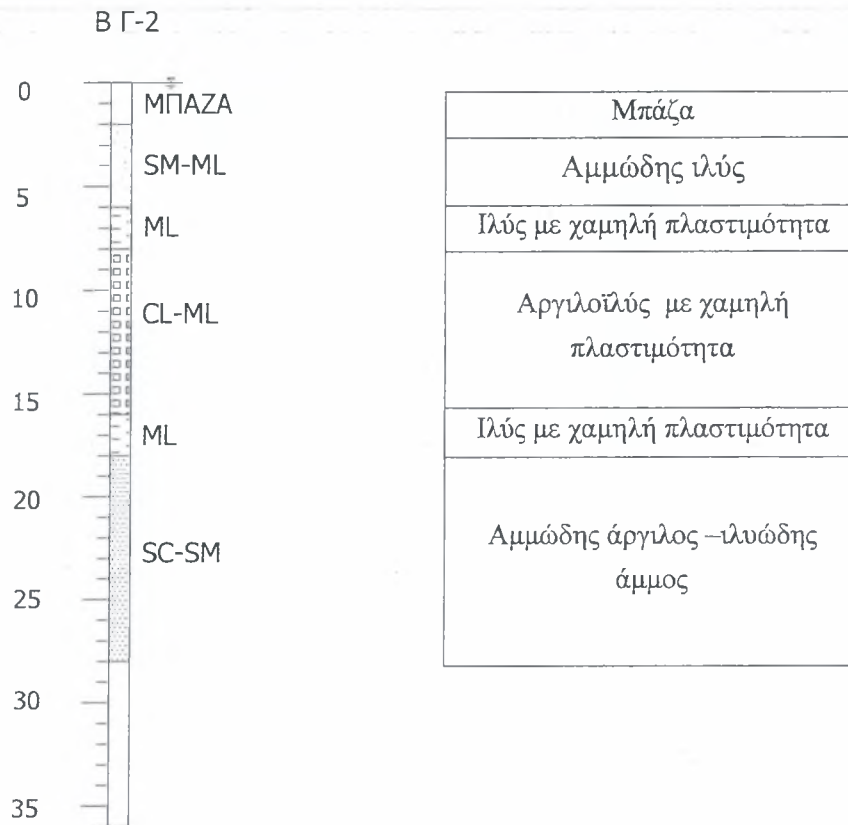 Β Γ-2
0
ΜΠΑΖΑ
SM-ML
5
ML
10
CL-ML
15
ML
20
SC-SM
25
30
35
Μπάζα
Αμμώδης ιλύς
Ιλύς με χαμηλή πλαστιμότητα
Αργιλοϊλύς με χαμηλή
πλαστιμότητα
Ιλύς με χαμηλή πλαστιμότητα
Αμμώδης άργιλος –ιλυώδης
άμμος